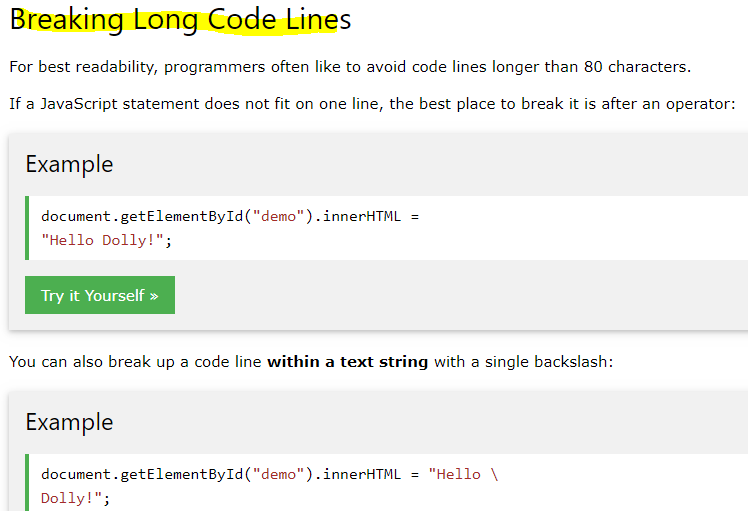 Breaking Long Code Lines
For best readability, programmers often like to avoid code lines longer than 80 characters.
If a JavaScript statement does not fit on one line, the best place to break it is after an operator:
Example
document.getElementById("demo").innerHTML =
"Hello Dolly!";
Try it Yourself »
You can also break up a code line within a text string with a single backslash:
Example
document.getElementById("demo").innerHTML = "Hello \
Dolly!";